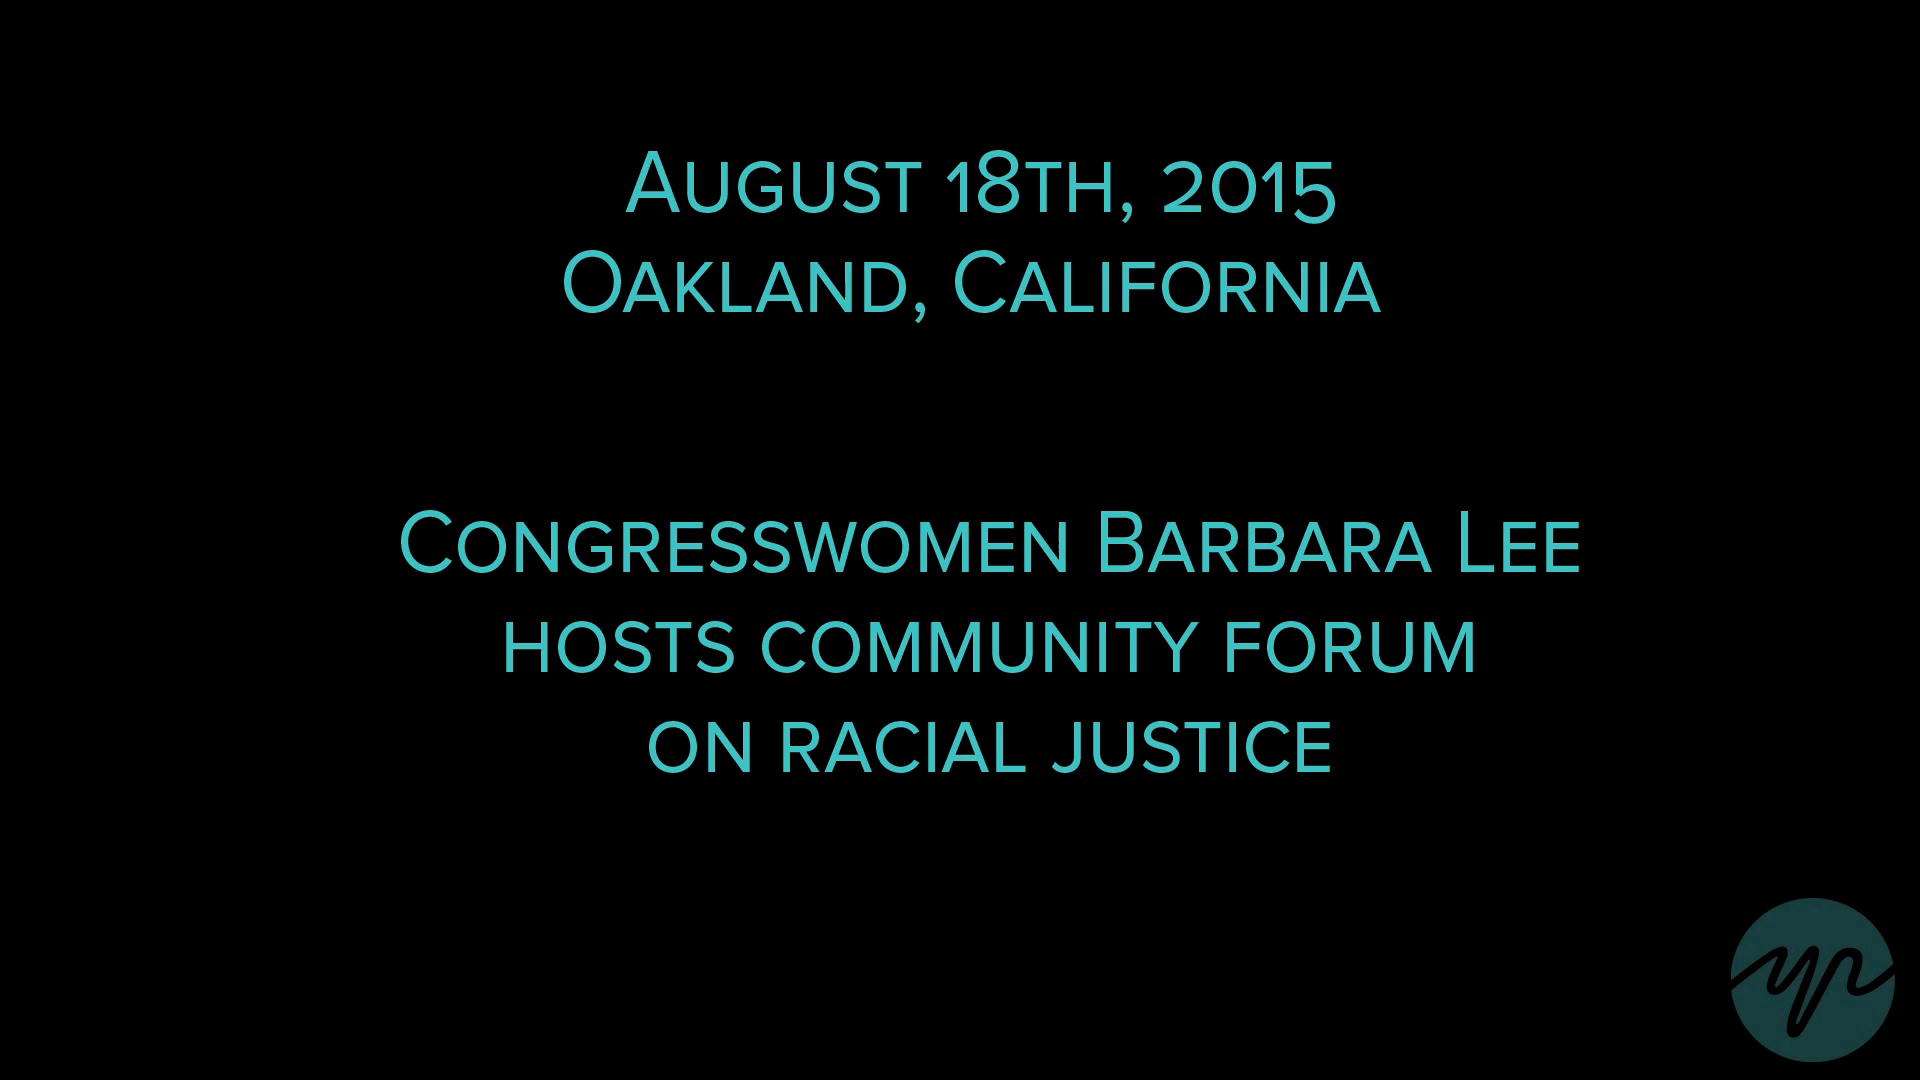 August 18th, 2015
Oakland, California
Congresswomen Barbara Lee
hosts community forum
on racial justice